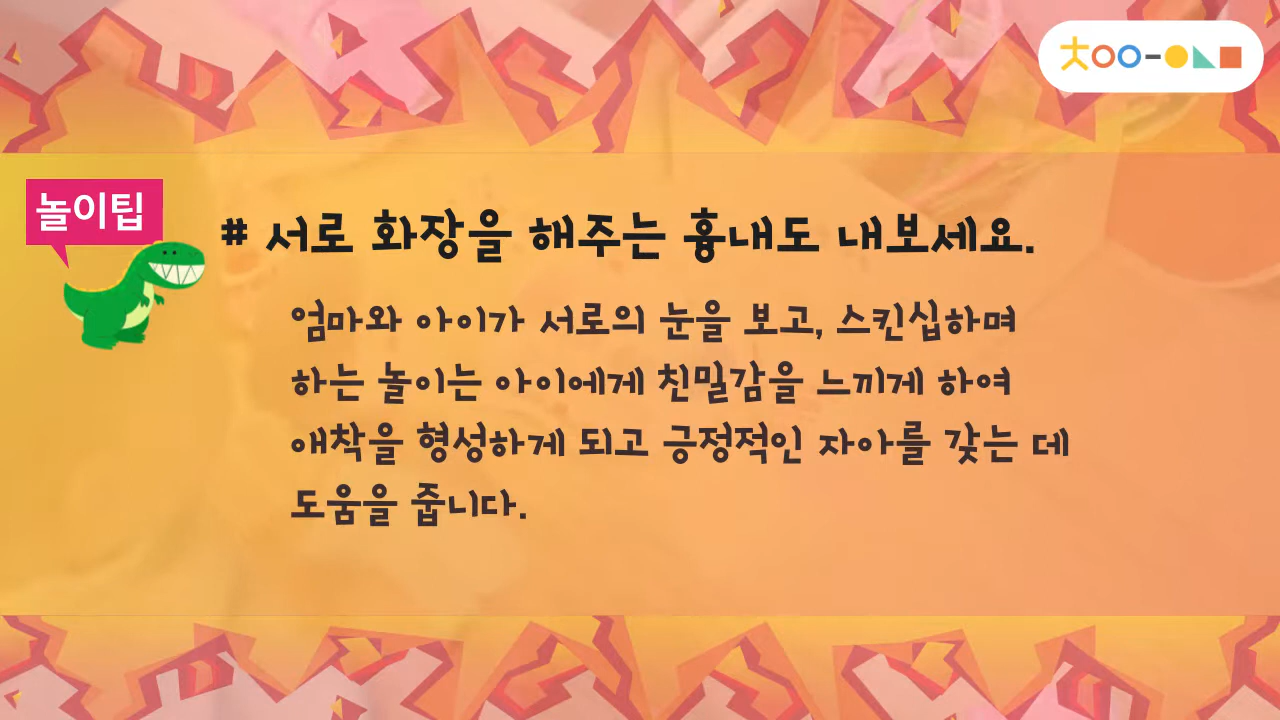 놀이팁
# 서로 화장을 해주는 흉내도 내보세요.
엄마와 아이가 서로의 눈을 보고, 스킨십하며
하는 놀이는 아이에게 친밀감을 느끼게 하여
애착을 형성하게 되고 긍정적인 자아를 갖는 데
도움을 줍니다.